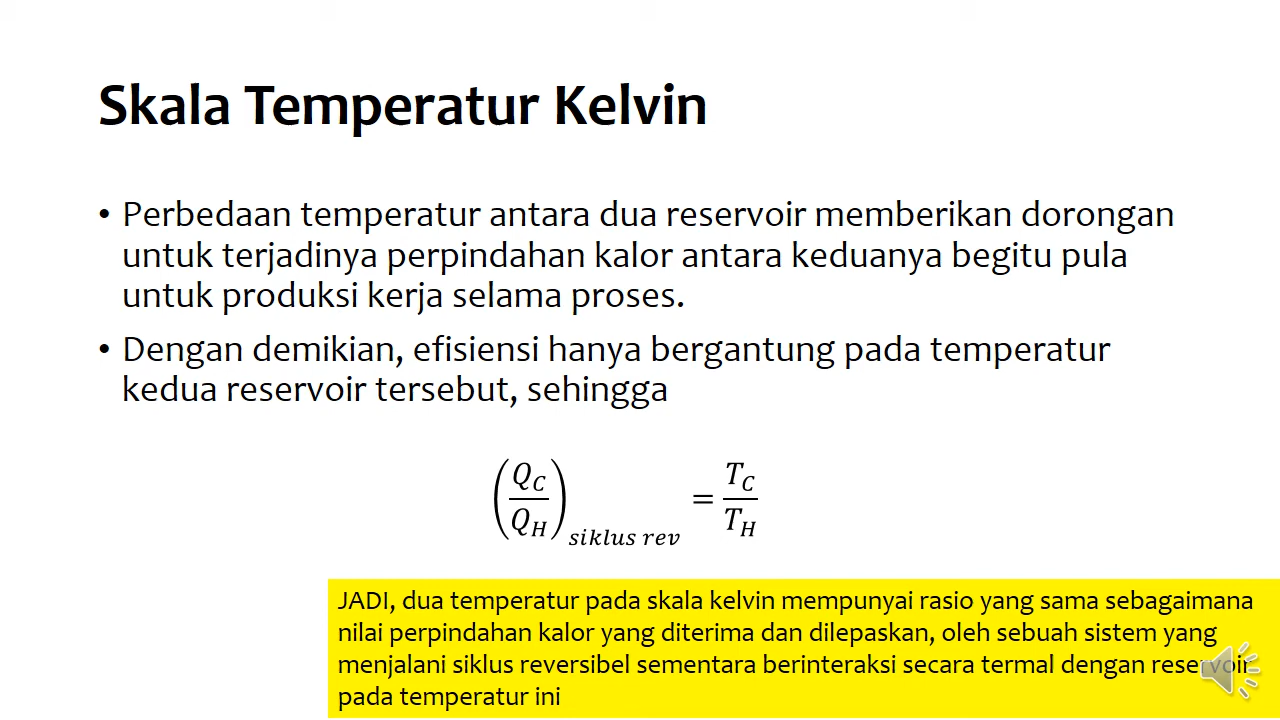 Skala Temperatur Kelvin
• Perbedaan temperatur antara dua reservoir memberikan dorongan
untuk terjadinya perpindahan kalor antara keduanya begitu pula
untuk produksi kerja selama proses.
• Dengan demikian, efisiensi hanya bergantung pada temperatur
kedua reservoir tersebut, sehingga
(Q_C/Q_H)_siklus rev = T_C/T_H
JADI, dua temperatur pada skala kelvin mempunyai rasio yang sama sebagaimana
nilai perpindahan kalor yang diterima dan dilepaskan, oleh sebuah sistem yang
menjalani siklus reversibel sementara berinteraksi secara termal dengan reservoir
pada temperatur ini